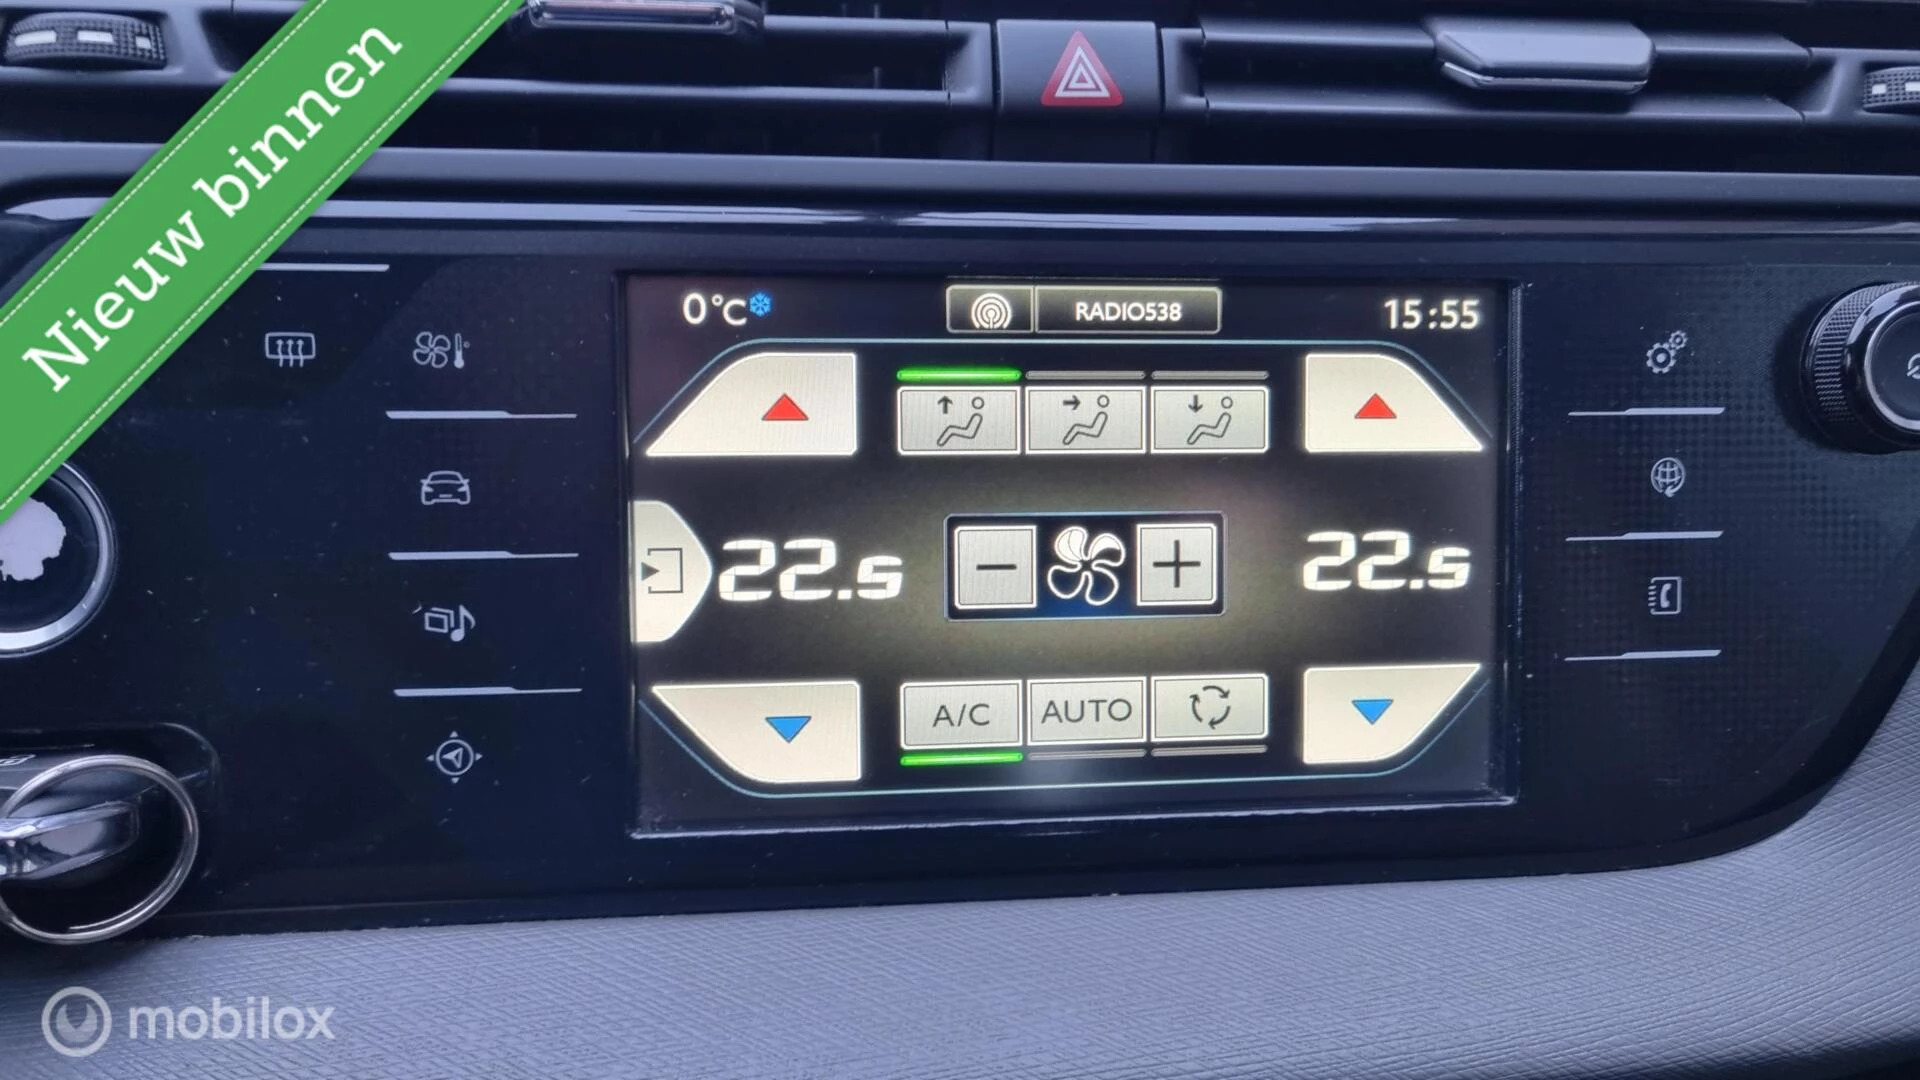 Nieuw binnen
0°C
RADIO538
15:55
22.5
22.5
A/C
AUTO
mobilox